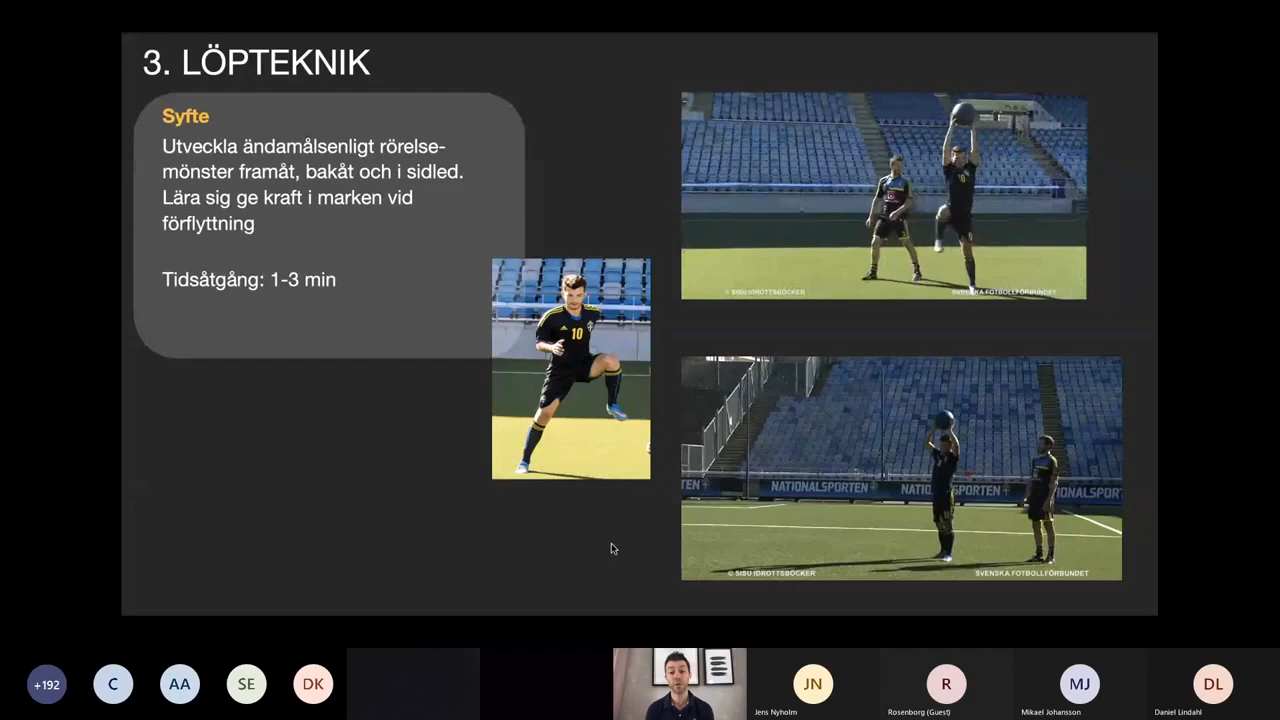 3. LÖPTEKNIK
Syfte
Utveckla ändamålsenligt rörelse-
mönster framåt, bakåt och i sidled.
Lära sig ge kraft i marken vid
förflyttning
Tidsåtgång: 1-3 min
10
10
© SISU IDROTTSBÖCKER
SVENSKA FOTBOLLFÖRBUNDET
NATIONALSPORTEN
© SISU IDROTTSBÖCKER
SVENSKA FOTBOLLFÖRBUNDET
+192
C
AA
SE
DK
JN
R
MJ
DL
Jens Nyholm
Rosenborg (Guest)
Mikael Johansson
Daniel Lindahl